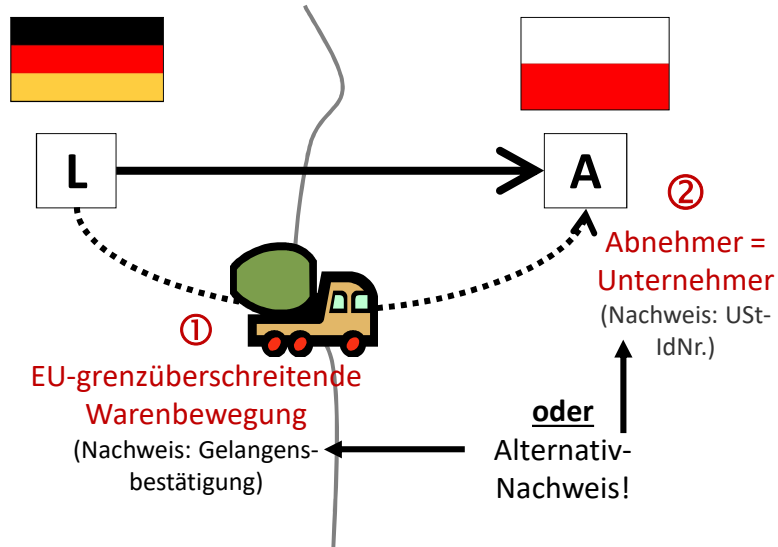 L
A
②
Abnehmer =
Unternehmer
(Nachweis: USt-
IdNr.)
①
EU-grenzüberschreitende
Warenbewegung
(Nachweis: Gelangens-
bestätigung)
oder
Alternativ-
Nachweis!